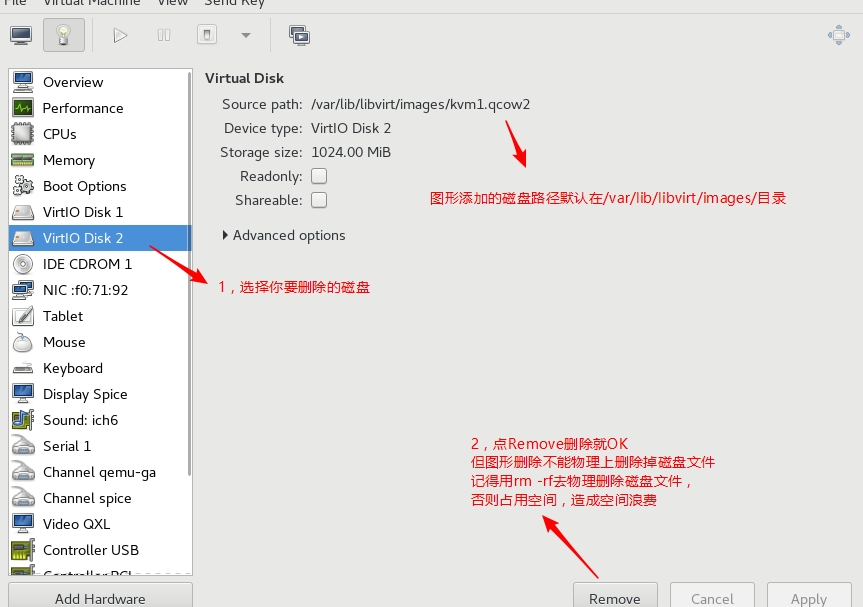 File Virtual Machine View Send Key
Overview
Performance
CPUs
Memory
Boot Options
VirtIO Disk 1
VirtIO Disk 2
IDE CDROM 1
NIC :f0:71:92
Tablet
Mouse
Keyboard
Display Spice
Sound: ich6
Serial 1
Channel qemu-ga
Channel spice
Video QXL
Controller USB
Controller PCI
Add Hardware
Virtual Disk
Source path: /var/lib/libvirt/images/kvm1.qcow2
Device type: VirtIO Disk 2
Storage size: 1024.00 MiB
Readonly:
Shareable:
Advanced options
图形添加的磁盘路径默认在/var/lib/libvirt/images/目录
1，选择你要删除的磁盘
2，点Remove删除就OK
但图形删除不能物理上删除掉磁盘文件
记得用rm -rf去物理删除磁盘文件，
否则占用空间，造成空间浪费
Remove Cancel Apply